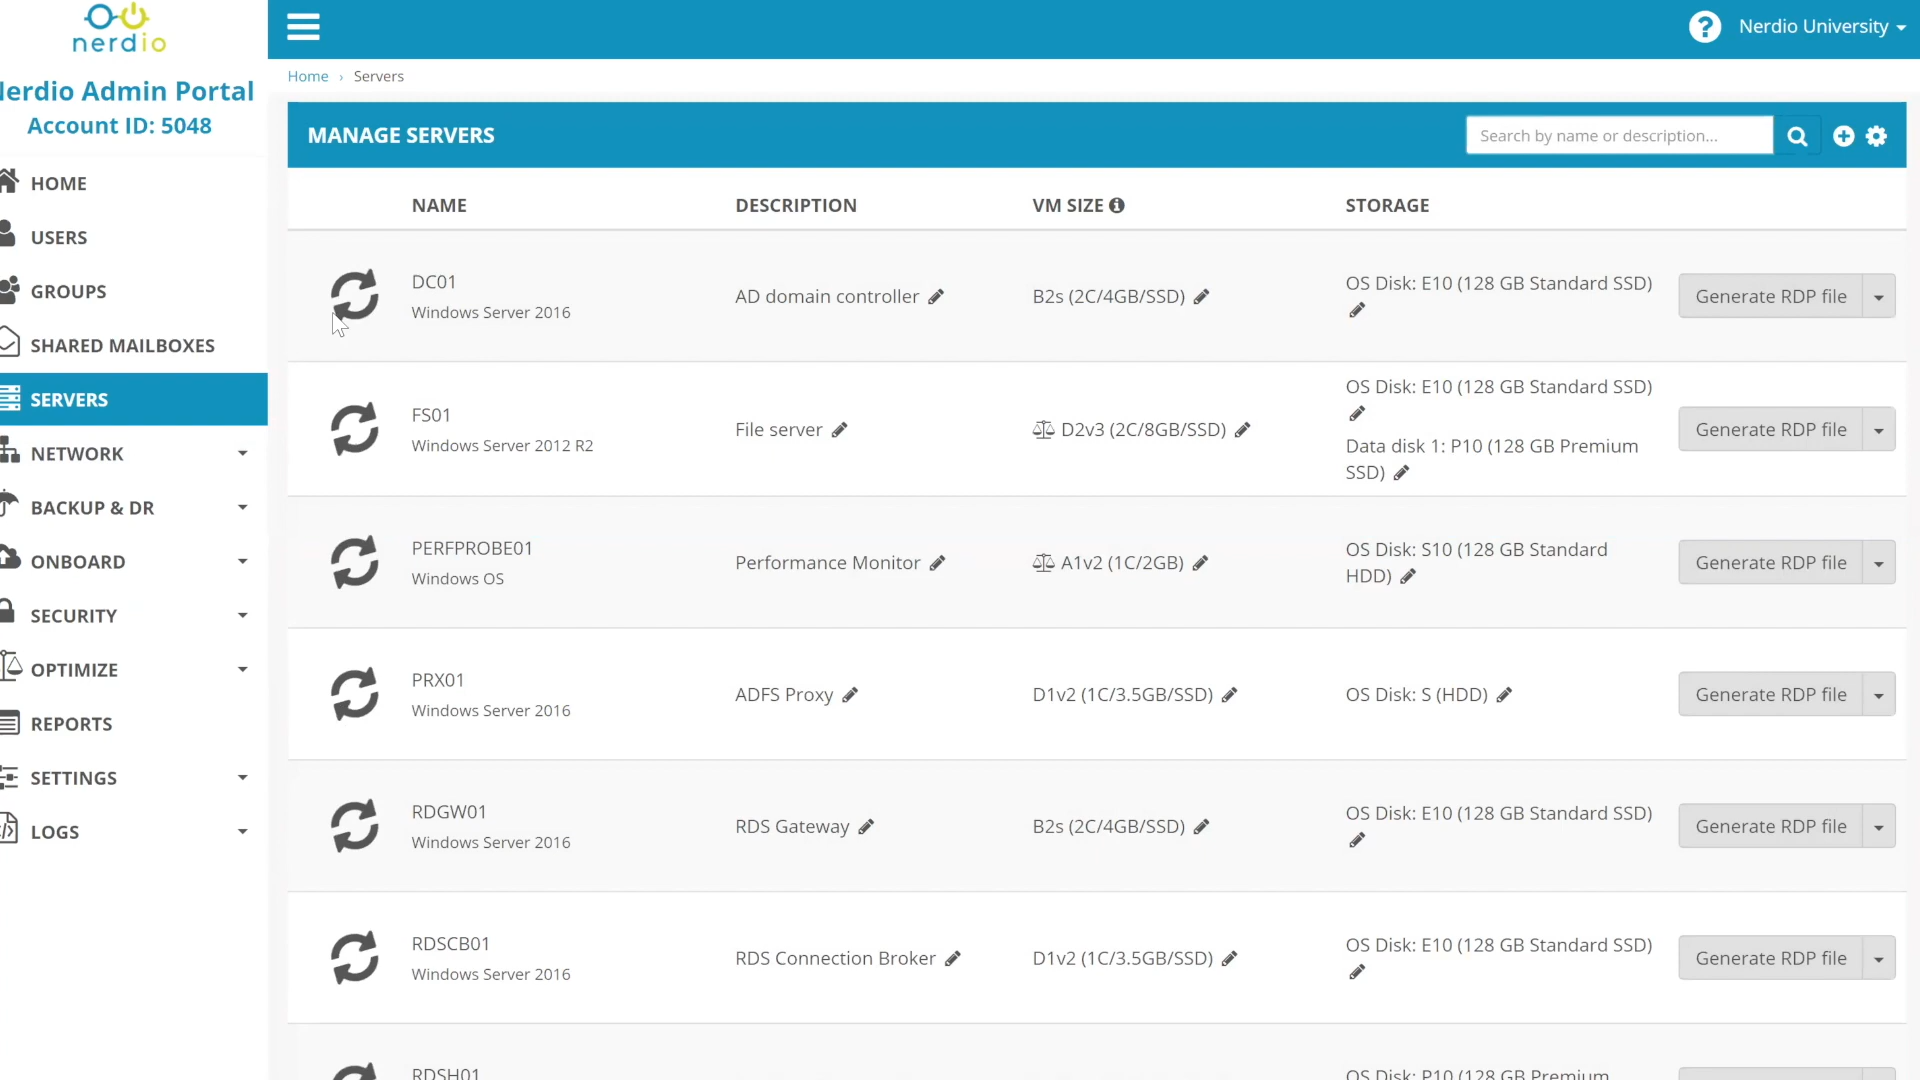 nerdio
Nerdio University
Nerdio Admin Portal
Account ID: 5048
HOME
USERS
GROUPS
SHARED MAILBOXES
SERVERS
NETWORK
BACKUP & DR
ONBOARD
SECURITY
OPTIMIZE
REPORTS
SETTINGS
LOGS
Home › Servers
MANAGE SERVERS
Search by name or description...
NAME DESCRIPTION VM SIZE STORAGE
DC01
Windows Server 2016
AD domain controller
B2s (2C/4GB/SSD)
OS Disk: E10 (128 GB Standard SSD)
Generate RDP file
FS01
Windows Server 2012 R2
File server
D2v3 (2C/8GB/SSD)
OS Disk: E10 (128 GB Standard SSD)
Data disk 1: P10 (128 GB Premium
SSD)
Generate RDP file
PERFPROBE01
Windows OS
Performance Monitor
A1v2 (1C/2GB)
OS Disk: S10 (128 GB Standard
HDD)
Generate RDP file
PRX01
Windows Server 2016
ADFS Proxy
D1v2 (1C/3.5GB/SSD)
OS Disk: S (HDD)
Generate RDP file
RDGW01
Windows Server 2016
RDS Gateway
B2s (2C/4GB/SSD)
OS Disk: E10 (128 GB Standard SSD)
Generate RDP file
RDSCB01
Windows Server 2016
RDS Connection Broker
D1v2 (1C/3.5GB/SSD)
OS Disk: E10 (128 GB Standard SSD)
Generate RDP file
RDSH01
OS Disk: P10 (128 GB Premium